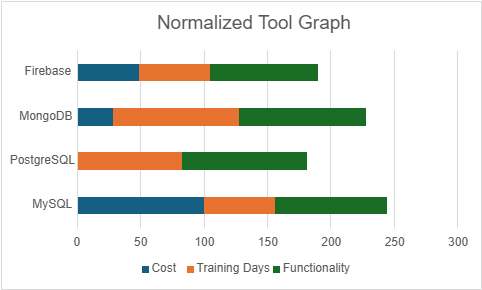 Normalized Tool Graph
Firebase
MongoDB
PostgreSQL
MySQL
0 50 100 150 200 250 300
Cost Training Days Functionality